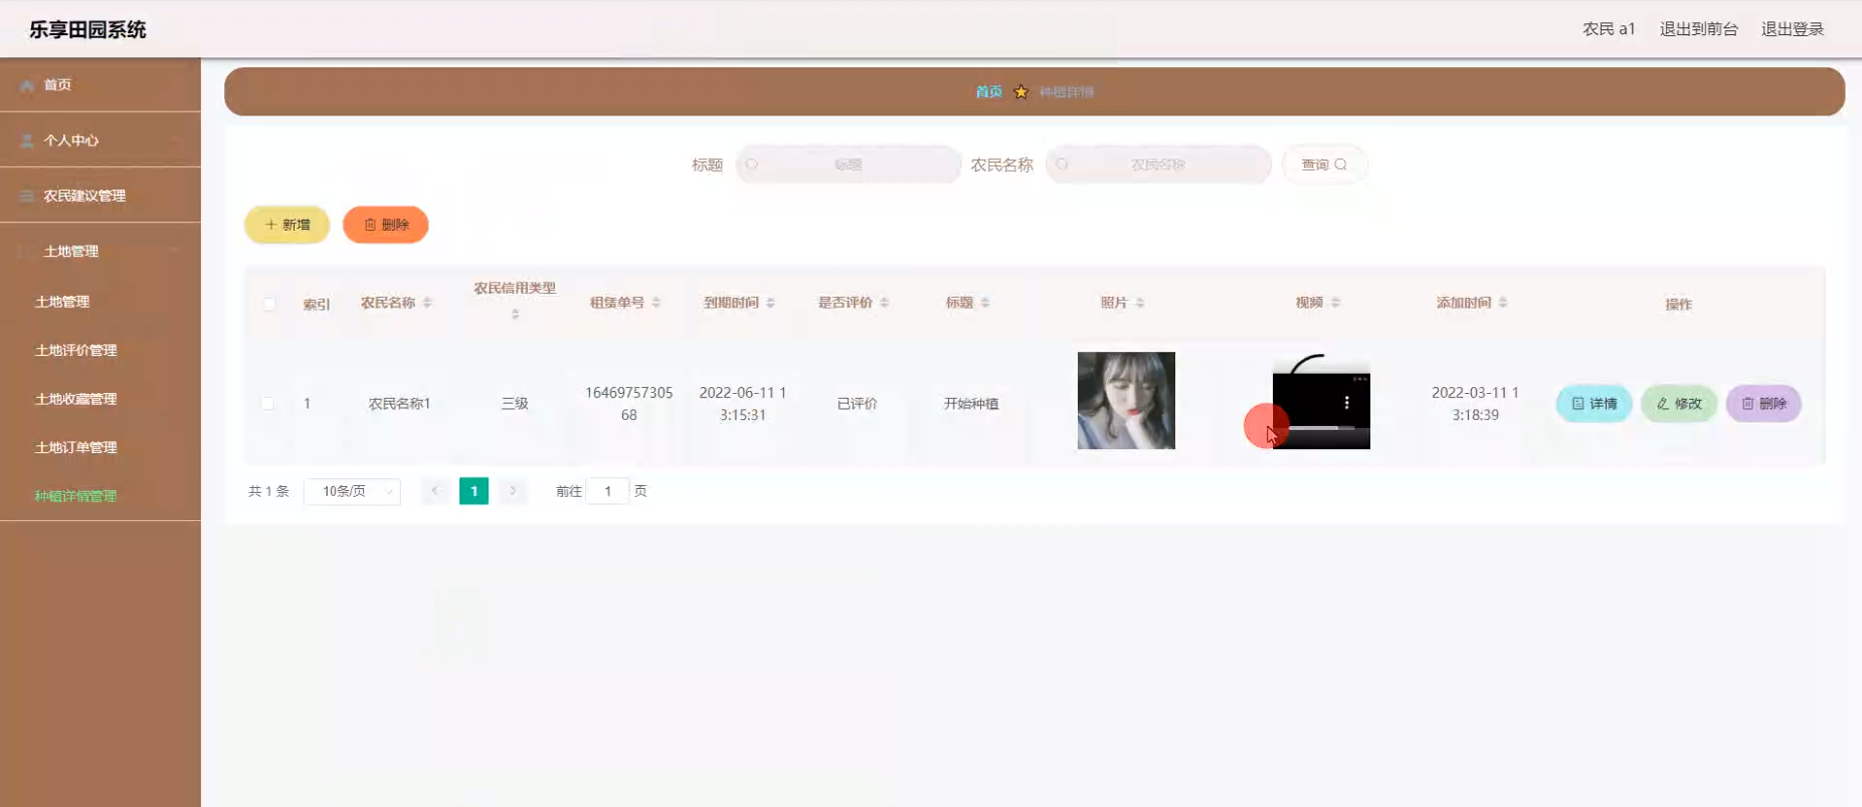 乐享田园系统
农民 a1 退出到前台 退出登录
首页
个人中心
农民建议管理
土地管理
土地管理
土地评价管理
土地收藏管理
土地订单管理
种植详情管理
首页 种植详情
标题 标题 农民名称 农民名称 查询
新增 删除
索引 农民名称 农民信用类型 租赁单号 到期时间 是否评价 标题 照片 视频 添加时间 操作
1 农民名称1 三级 16469757305 2022-06-11 1 已评价 开始种植 2022-03-11 1 详情 修改 删除
68 3:15:31 3:18:39
共 1 条 10条/页 1 前往 1 页